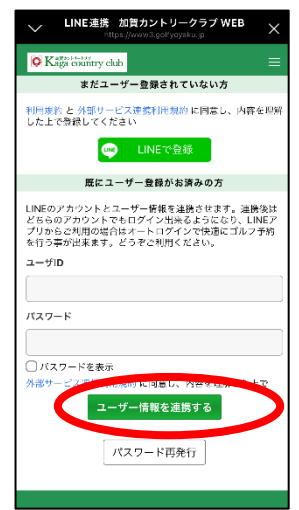 LINE連携 加賀カントリークラブ WEB
https://www3.golfyoyaku.jp
Kaga country club
まだユーザー登録されていない方
利用規約 と 外部サービス連携利用規約 に同意し、内容を理解
した上で登録してください
LINE LINEで登録
既にユーザー登録がお済みの方
LINEのアカウントとユーザー情報を連携させます。連携後は
どちらのアカウントでもログイン出来るようになり、LINEア
プリからご利用の場合はオートログインで快適にゴルフ予約
を行う事が出来ます。どうぞご利用ください。
ユーザID
パスワード
パスワードを表示
外部サービス に同意し、内容を理解した上で
ユーザー情報を連携する
パスワード再発行